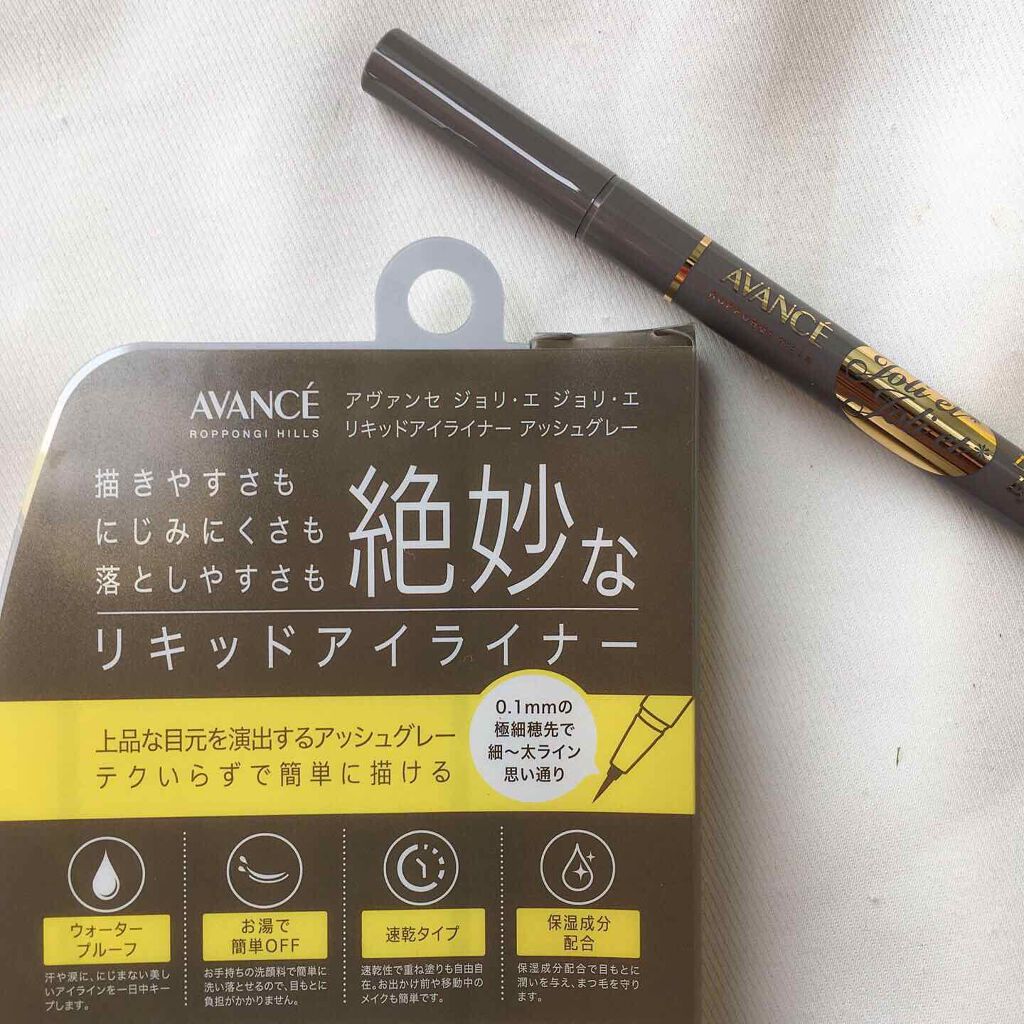 AVANCÉ
Joli et
Joli et
AVANCÉ
ROPPONGI HILLS
アヴァンセ ジョリ・エ ジョリ・エ
リキッドアイライナー アッシュグレー
描きやすさも
にじみにくさも
落としやすさも
絶妙な
リキッドアイライナー
上品な目元を演出するアッシュグレー
テクいらずで簡単に描ける
0.1mmの
極細穂先で
細〜太ライン
思い通り
ウォーター
プルーフ
汗や涙に、にじまない美し
いアイラインを一日中キー
プします。
お湯で
簡単OFF
お手持ちの洗顔料で簡単に
洗い落とせるので、目もとに
負担がかかりません。
速乾タイプ
速乾性で重ね塗りも自由自
在。お出かけ前や移動中の
メイクも簡単です。
保湿成分
配合
保湿成分配合で目もとに
潤いを与え、まつ毛を守り
ます。